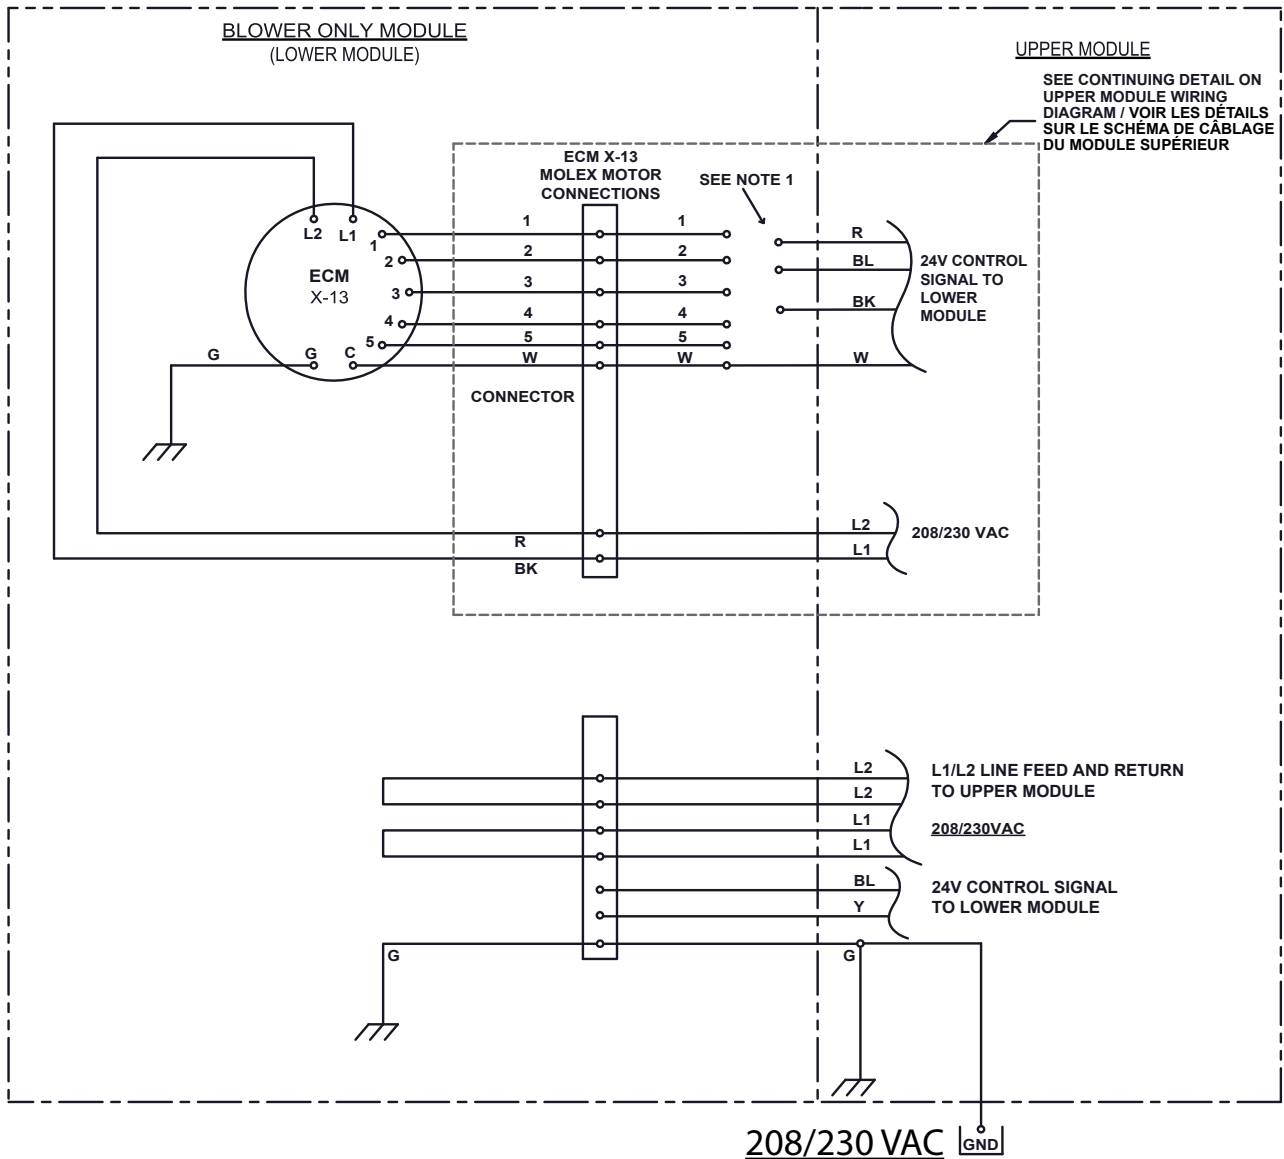 BLOWER ONLY MODULE
(LOWER MODULE)
UPPER MODULE
SEE CONTINUING DETAIL ON
UPPER MODULE WIRING
DIAGRAM / VOIR LES DÉTAILS
SUR LE SCHÉMA DE CÂBLAGE
DU MODULE SUPÉRIEUR
ECM X-13
MOLEX MOTOR
CONNECTIONS
SEE NOTE 1
L2 L1
ECM
X-13
1
2
3
4
5
G
G
C
1
2
3
4
5
W
1
2
3
4
5
W
R
BL
BK
W
24V CONTROL
SIGNAL TO
LOWER
MODULE
CONNECTOR
R
BK
L2
L1
208/230 VAC
L2
L2
L1
L1
L1/L2 LINE FEED AND RETURN
TO UPPER MODULE
208/230VAC
BL
Y
24V CONTROL SIGNAL
TO LOWER MODULE
G
G
208/230 VAC
GND